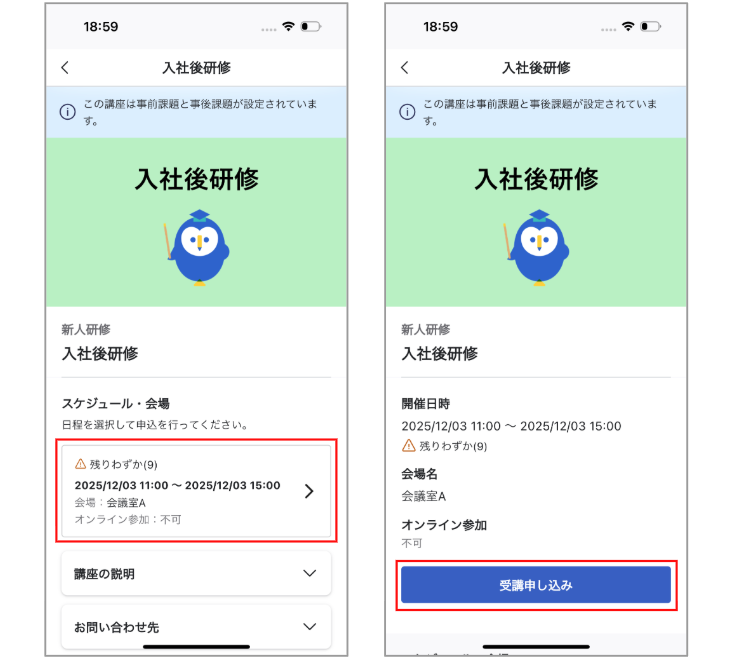 18:59
入社後研修
この講座は事前課題と事後課題が設定されていま
す。
入社後研修
新人研修
入社後研修
スケジュール・会場
日程を選択して申込を行ってください。
残りわずか(9)
2025/12/03 11:00 ～ 2025/12/03 15:00
会場：会議室A
オンライン参加：不可
講座の説明
お問い合わせ先
18:59
入社後研修
この講座は事前課題と事後課題が設定されていま
す。
入社後研修
新人研修
入社後研修
開催日時
2025/12/03 11:00 ～ 2025/12/03 15:00
残りわずか(9)
会場名
会議室A
オンライン参加
不可
受講申し込み